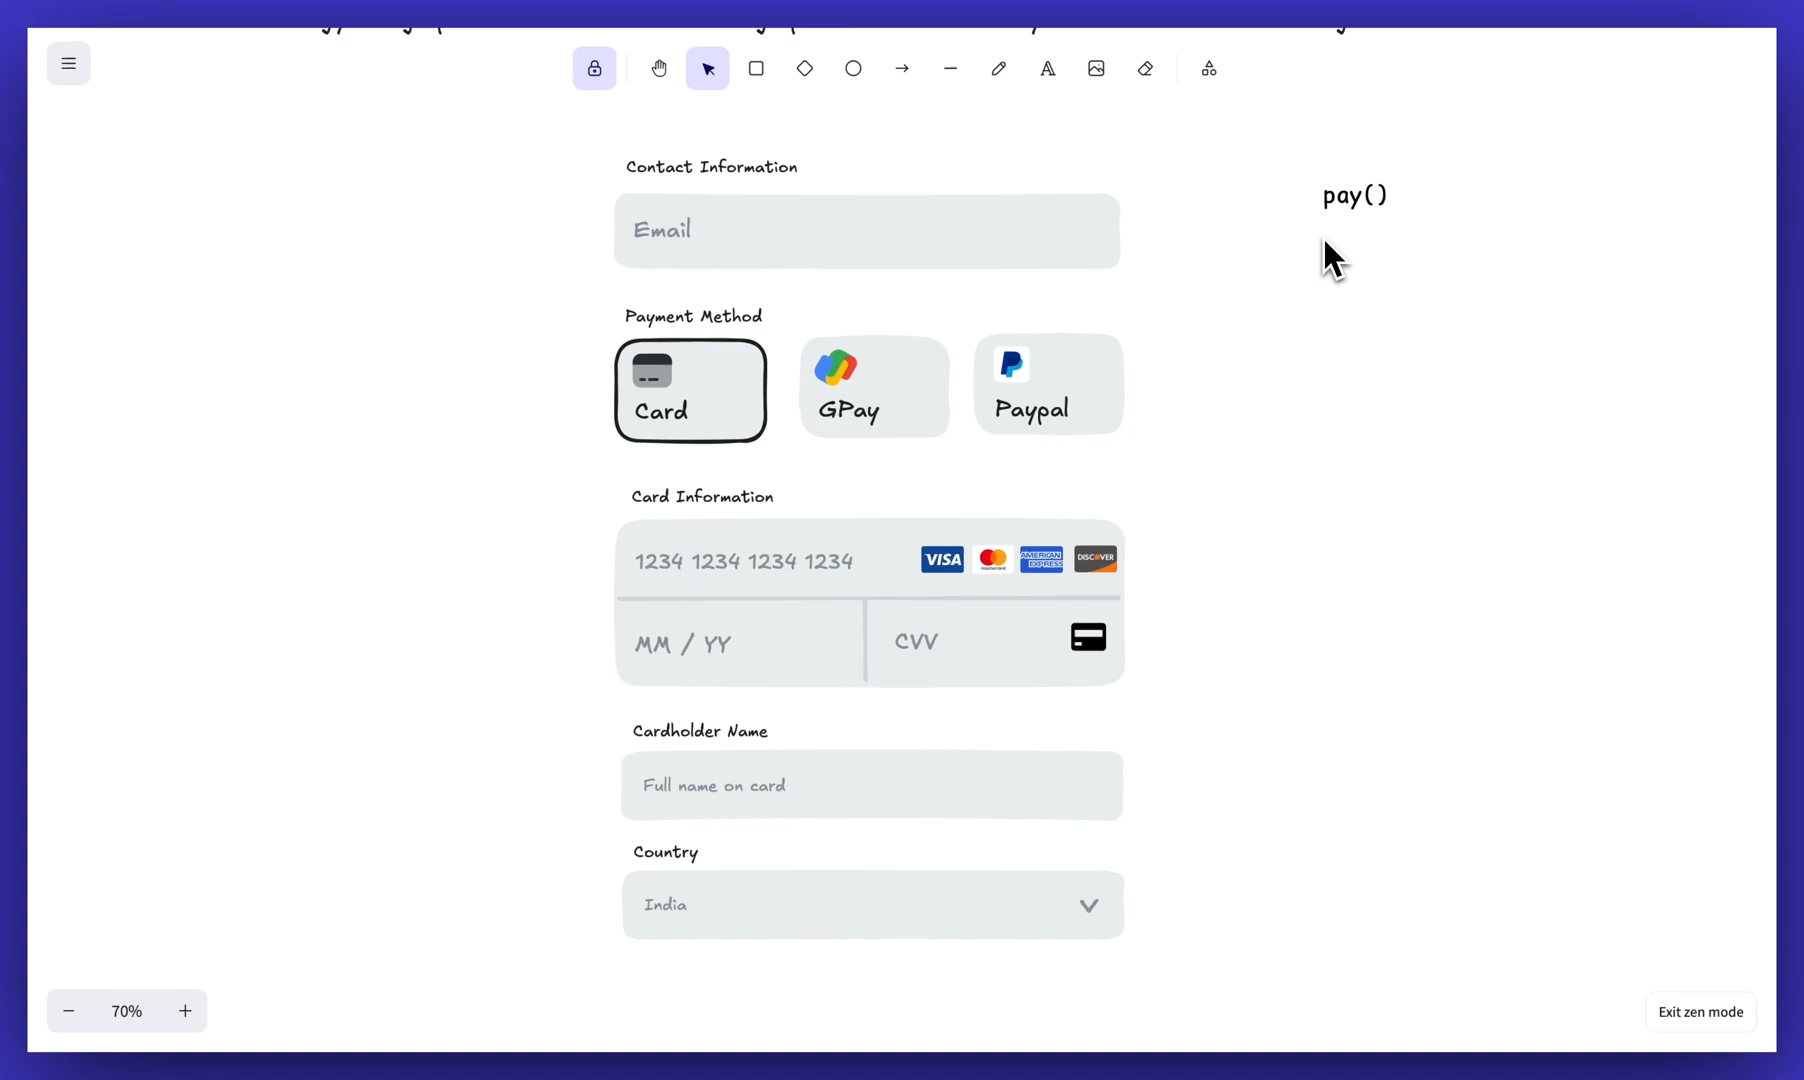 Contact Information
pay()
Email
Payment Method
Card
GPay
Paypal
Card Information
1234 1234 1234 1234
VISA
mastercard
AMERICAN
EXPRESS
DISCOVER
MM / YY
CVV
Cardholder Name
Full name on card
Country
India
70%
Exit zen mode